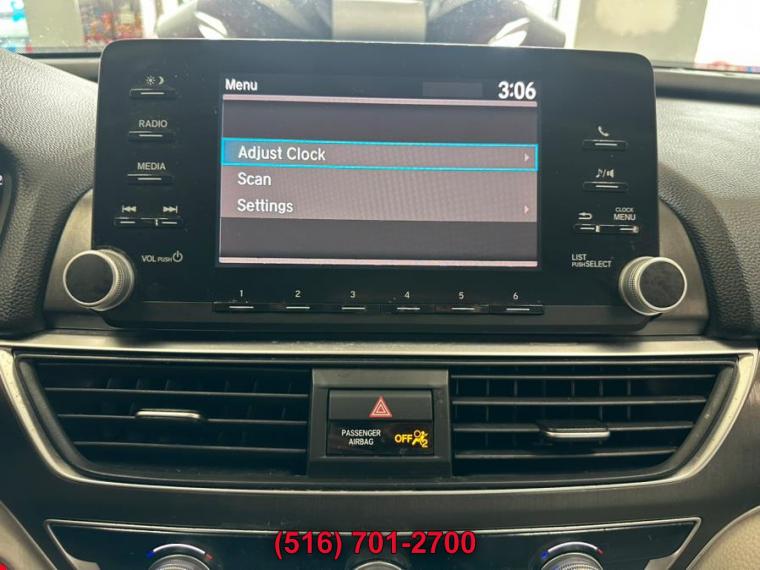 Menu
3:06
Adjust Clock
Scan
Settings
RADIO
MEDIA
VOL PUSH
CLOCK
MENU
LIST
PUSH SELECT
1 2 3 4 5 6
PASSENGER
AIRBAG
OFF
2
(516) 701-2700